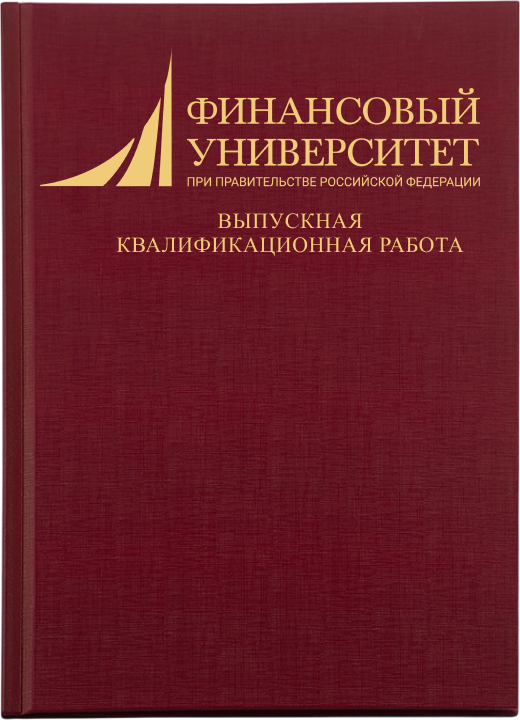 ФИНАНСОВЫЙ
УНИВЕРСИТЕТ
ПРИ ПРАВИТЕЛЬСТВЕ РОССИЙСКОЙ ФЕДЕРАЦИИ
ВЫПУСКНАЯ
КВАЛИФИКАЦИОННАЯ РАБОТА